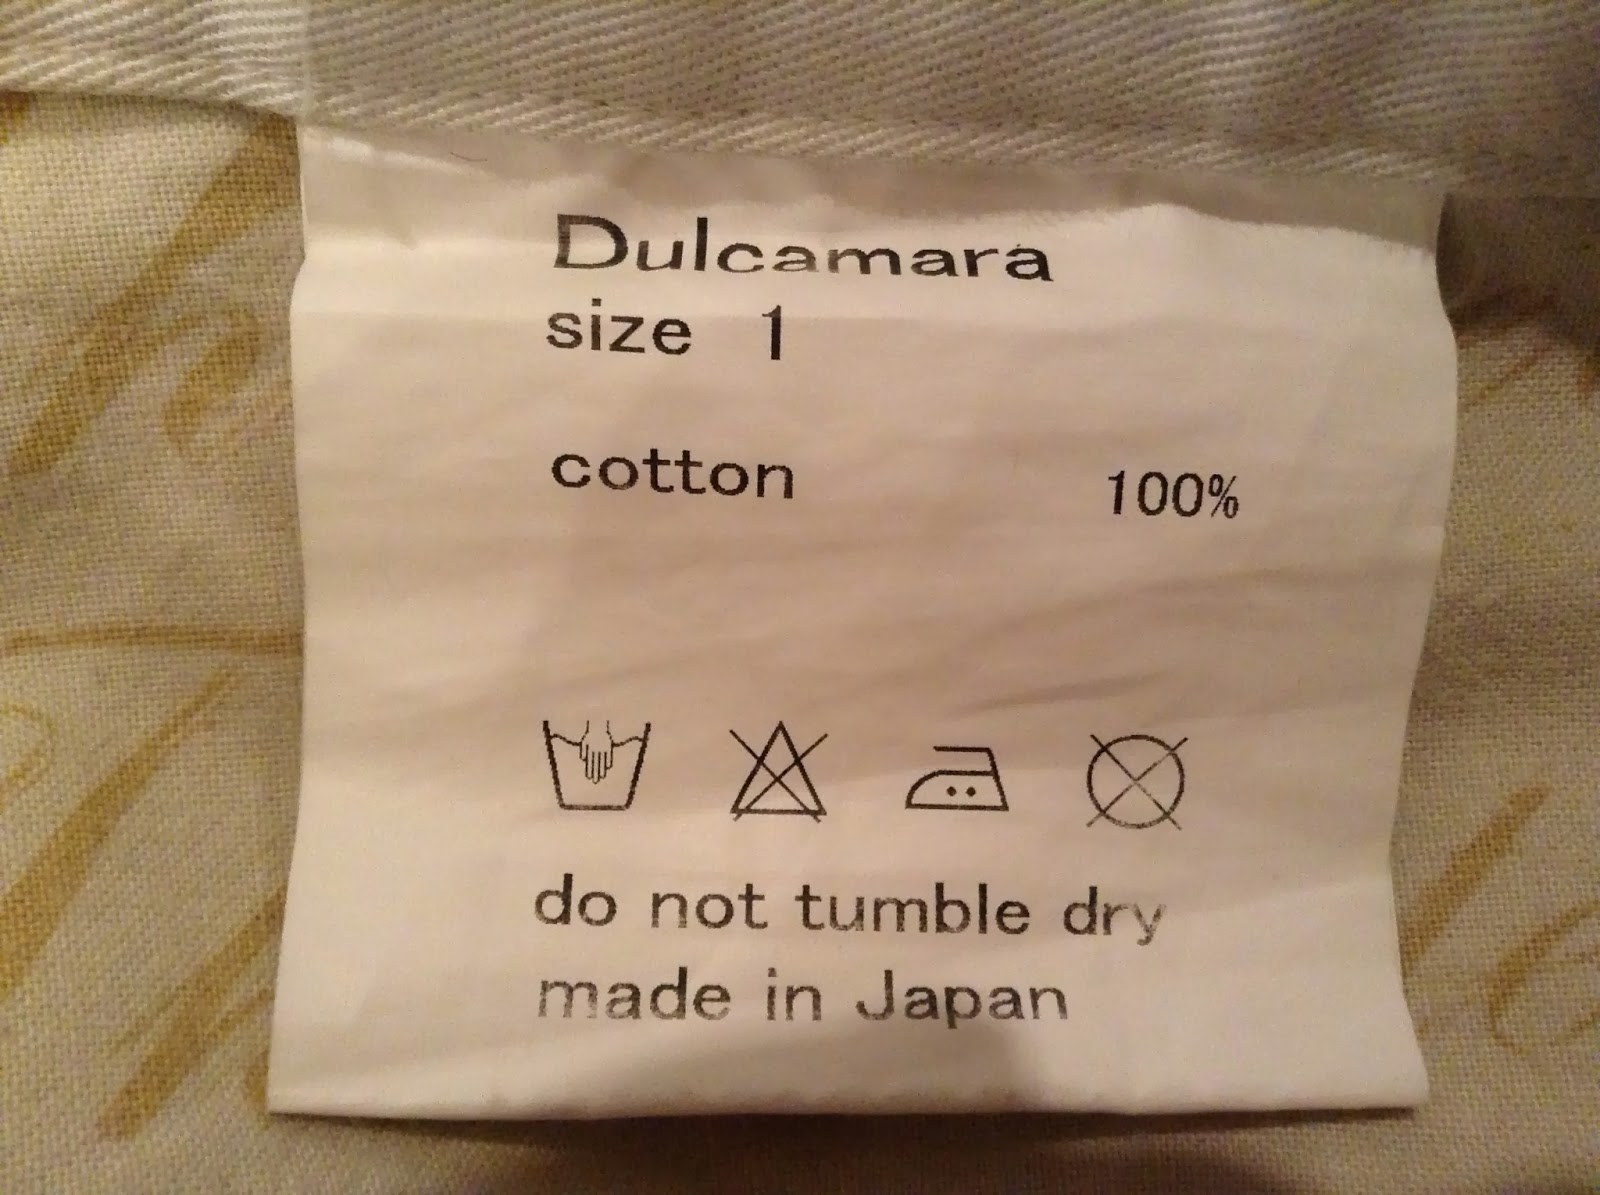 Dulcamara
size 1
cotton 100%
do not tumble dry
made in Japan